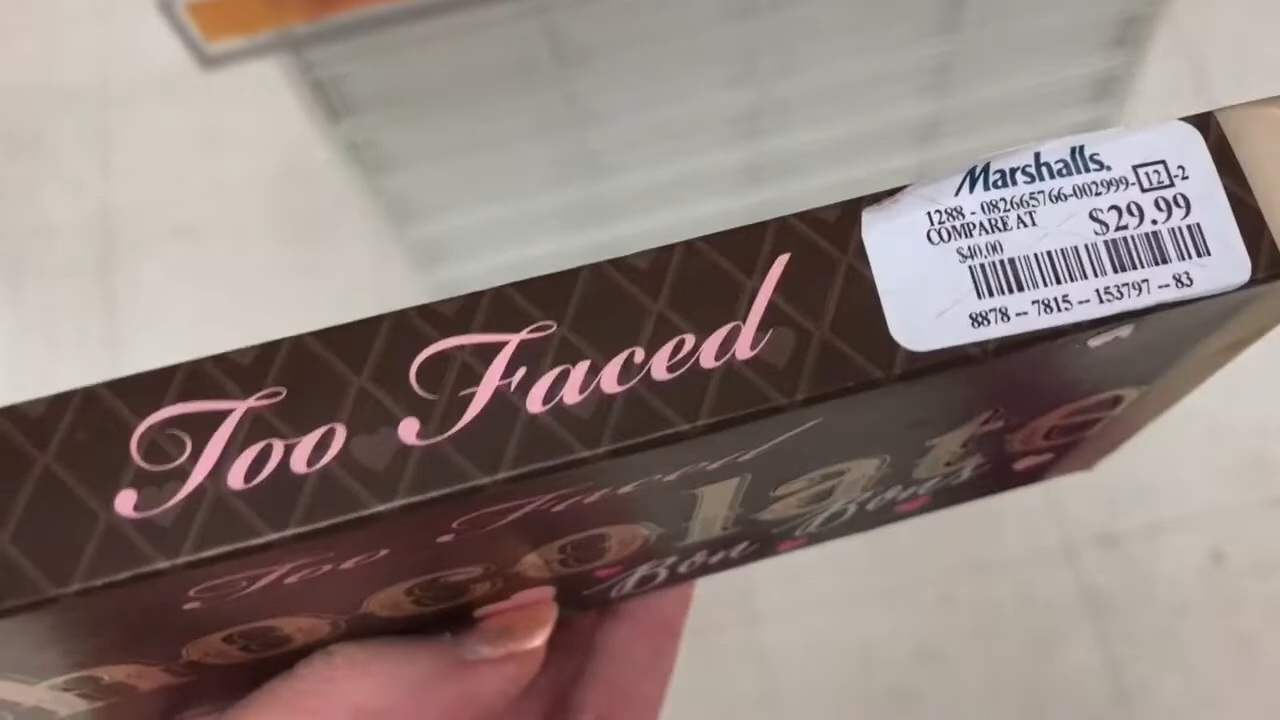 Marshalls.
1288 - 082665766-002999-12-2
COMPARE AT $29.99
$40.00
8878 -- 7815 -- 153797 -- 83
Too Faced
Too Faced
hocolate
Bon Bons